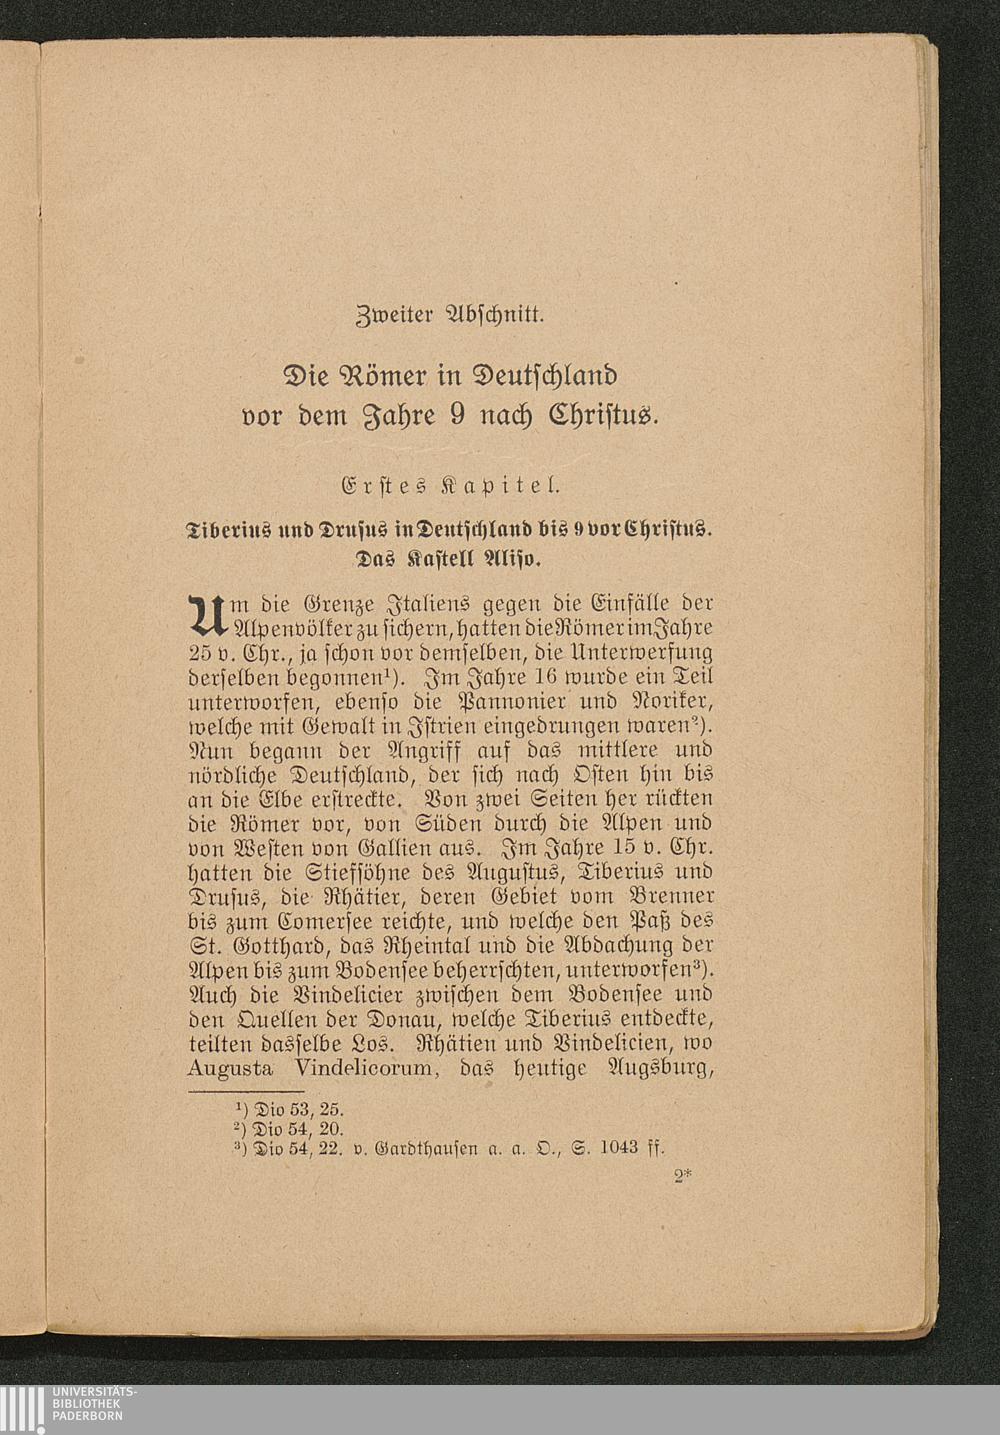 Zweiter Abschnitt.
Die Römer in Deutschland
vor dem Jahre 9 nach Christus.
Erstes Kapitel.
Tiberius und Drusus in Deutschland bis 9 vor Christus.
Das Kastell Aliso.
Um die Grenze Italiens gegen die Einfälle der
Alpenvölker zu sichern, hatten die Römer im Jahre
25 v. Chr., ja schon vor demselben, die Unterwerfung
derselben begonnen¹). Im Jahre 16 wurde ein Teil
unterworfen, ebenso die Pannonier und Noriker,
welche mit Gewalt in Istrien eingedrungen waren²).
Nun begann der Angriff auf das mittlere und
nördliche Deutschland, der sich nach Osten hin bis
an die Elbe erstreckte. Von zwei Seiten her rückten
die Römer vor, von Süden durch die Alpen und
von Westen von Gallien aus. Im Jahre 15 v. Chr.
hatten die Stiefsöhne des Augustus, Tiberius und
Drusus, die Rhätier, deren Gebiet vom Brenner
bis zum Comersee reichte, und welche den Paß des
St. Gotthard, das Rheintal und die Abdachung der
Alpen bis zum Bodensee beherrschten, unterworfen³).
Auch die Vindelicier zwischen dem Bodensee und
den Quellen der Donau, welche Tiberius entdeckte,
teilten dasselbe Los. Rhätien und Vindelicien, wo
Augusta Vindelicorum, das heutige Augsburg,
¹) Dio 53, 25.
²) Dio 54, 20.
³) Dio 54, 22. v. Gardthausen a. a. O., S. 1043 ff.
2*
UNIVERSITÄTS-
BIBLIOTHEK
PADERBORN